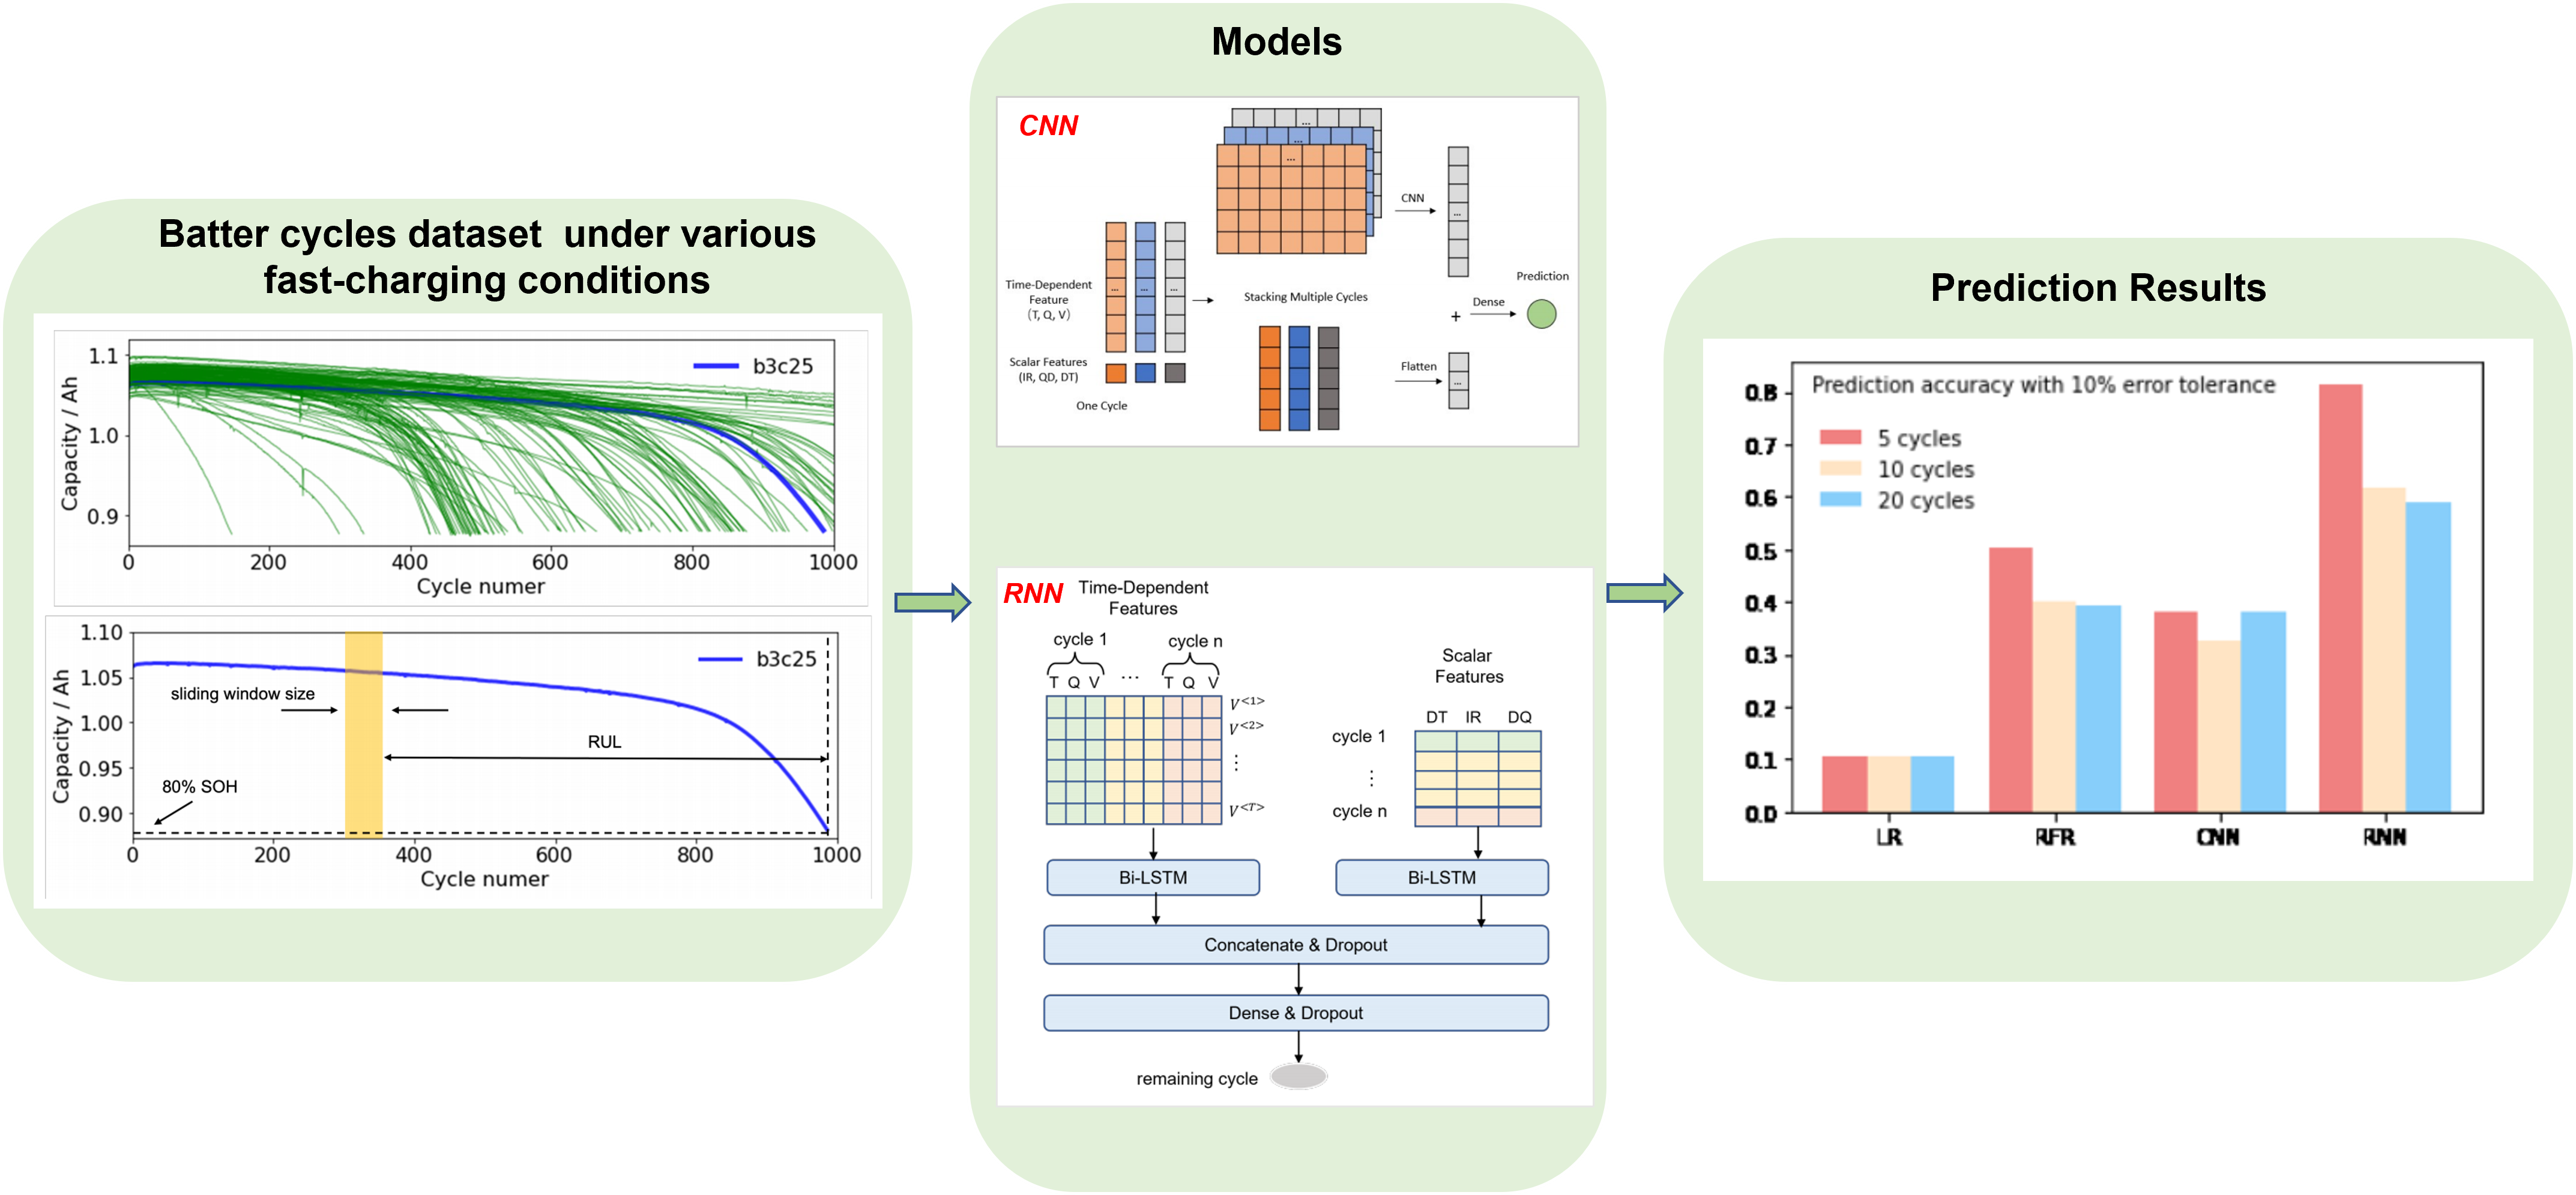 Batter cycles dataset  under various
fast-charging conditions
1.1
1.0
0.9
Capacity / Ah
b3c25
0
200
400
600
800
1000
Cycle numer
1.10
1.05
1.00
0.95
0.90
Capacity / Ah
b3c25
sliding window size
RUL
80% SOH
0
200
400
600
800
1000
Cycle numer
Models
CNN
...
...
...
Time-Dependent
Feature
(T, Q, V)
...
...
...
Scalar Features
(IR, QD, DT)
One Cycle
Stacking Multiple Cycles
CNN
...
+
Dense
Prediction
Flatten
...
RNN
Time-Dependent
Features
cycle 1
cycle n
T Q V
...
T Q V
V<1>
V<2>
⋮
V<T>
Scalar
Features
DT IR DQ
cycle 1
⋮
cycle n
Bi-LSTM
Bi-LSTM
Concatenate & Dropout
Dense & Dropout
remaining cycle
Prediction Results
Prediction accuracy with 10% error tolerance
5 cycles
10 cycles
20 cycles
0.8
0.7
0.6
0.5
0.4
0.3
0.2
0.1
0.0
LR
RFR
CNN
RNN